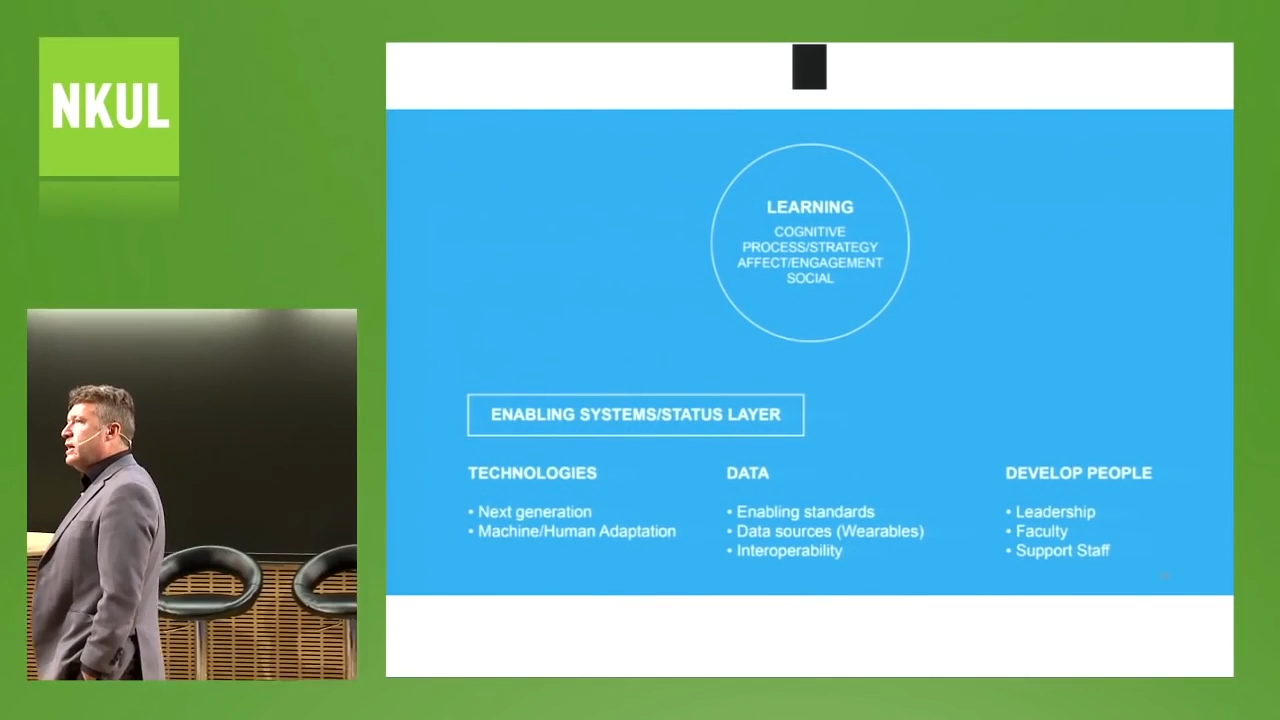 NKUL
LEARNING
COGNITIVE
PROCESS/STRATEGY
AFFECT/ENGAGEMENT
SOCIAL
ENABLING SYSTEMS/STATUS LAYER
TECHNOLOGIES
• Next generation
• Machine/Human Adaptation
DATA
• Enabling standards
• Data sources (Wearables)
• Interoperability
DEVELOP PEOPLE
• Leadership
• Faculty
• Support Staff